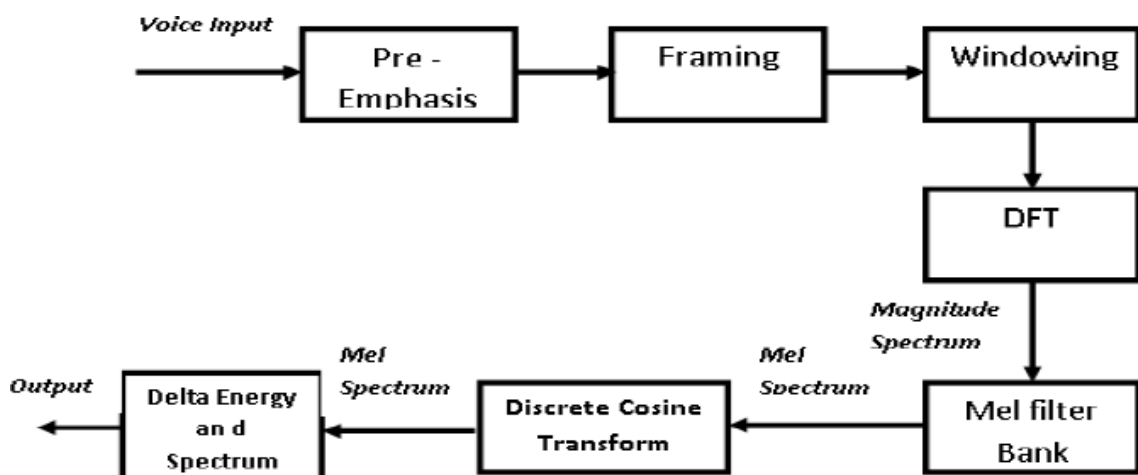 Voice Input
Pre -
Emphasis
Framing
Windowing
DFT
Magnitude
Spectrum
Mel filter
Bank
Mel
Spectrum
Discrete Cosine
Transform
Mel
Spectrum
Delta Energy
an d
Spectrum
Output